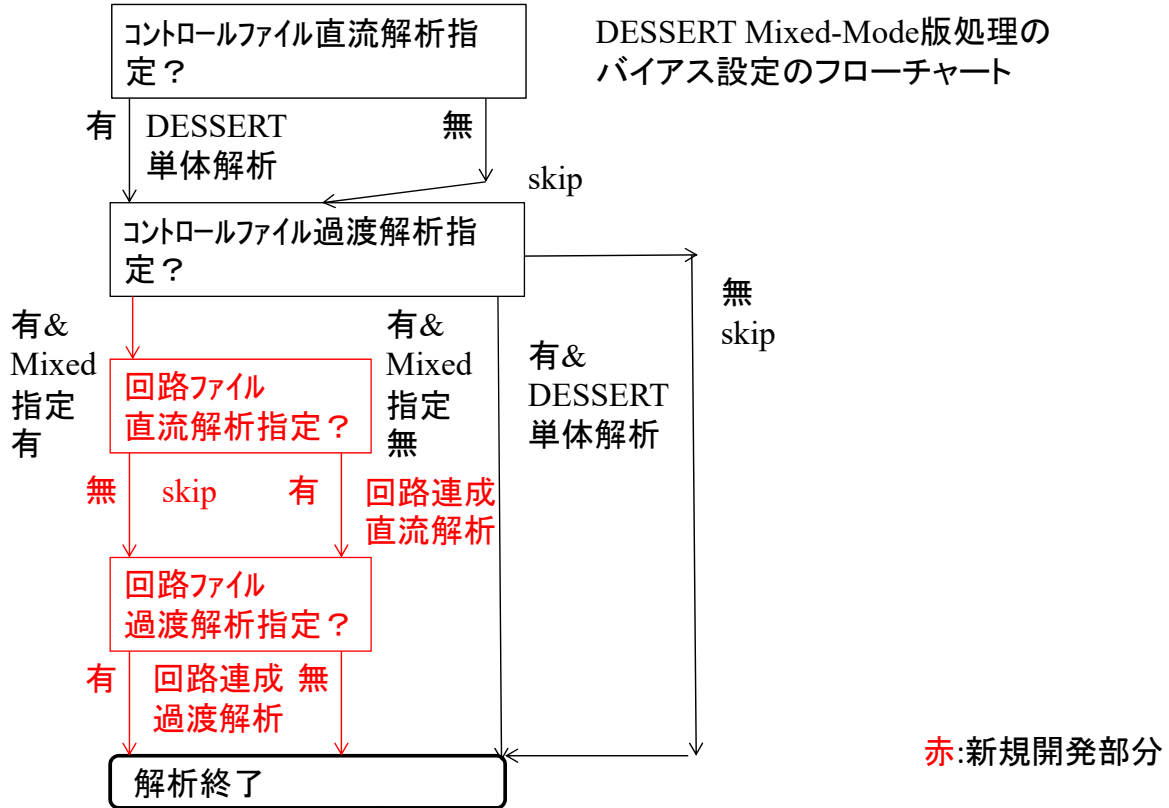 コントロールファイル直流解析指
定？
DESSERT Mixed-Mode版処理の
バイアス設定のフローチャート
有
DESSERT
単体解析
無
skip
コントロールファイル過渡解析指
定？
無
skip
有&
Mixed
指定
有
有&
Mixed
指定
無
有&
DESSERT
単体解析
回路ファイル
直流解析指定？
無
skip
有
回路連成
直流解析
回路ファイル
過渡解析指定？
有
回路連成
過渡解析
無
解析終了
赤:新規開発部分